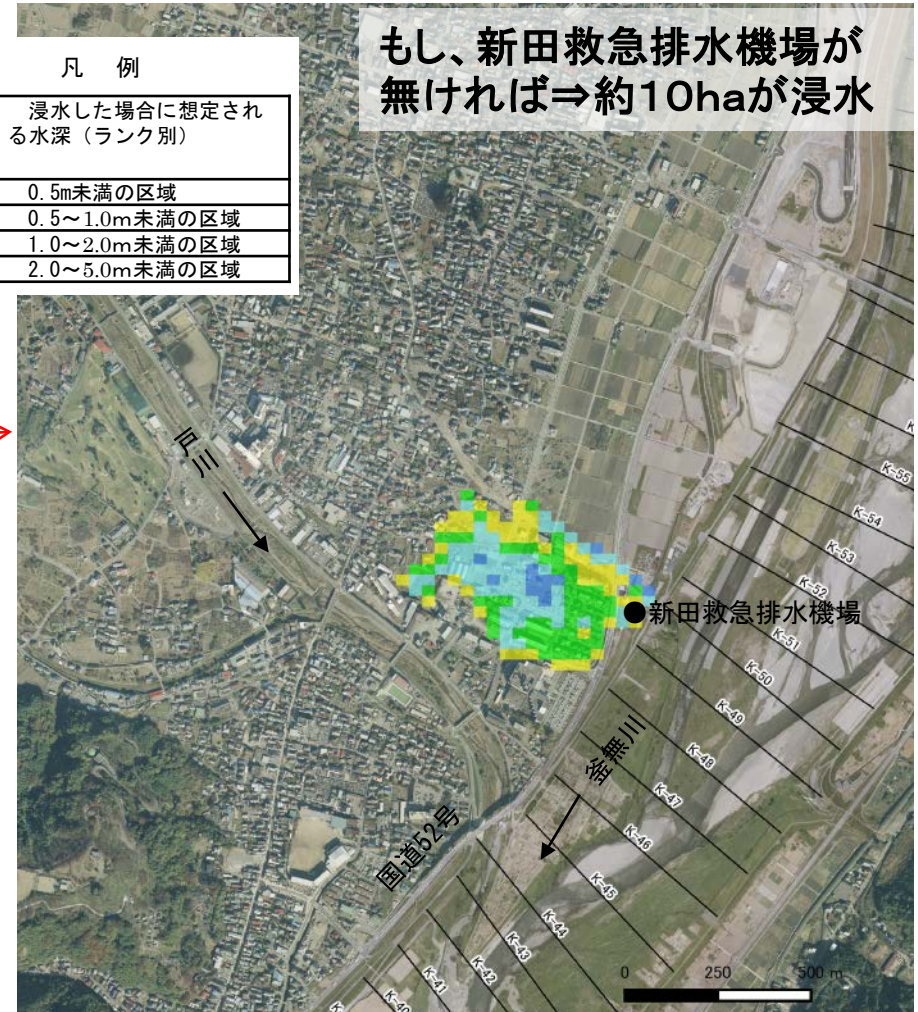 もし、新田救急排水機場が
無ければ⇒約10haが浸水
凡　例
浸水した場合に想定され
る水深（ランク別）
0.5m未満の区域
0.5～1.0m未満の区域
1.0～2.0m未満の区域
2.0～5.0m未満の区域
戸川
K-55
K-54
K-53
K-52
●新田救急排水機場
K-51
K-50
K-49
釜無川
K-48
K-47
K-46
国道52号
K-45
K-44
K-43
K-42
K-41
K-40
0 250 500 m